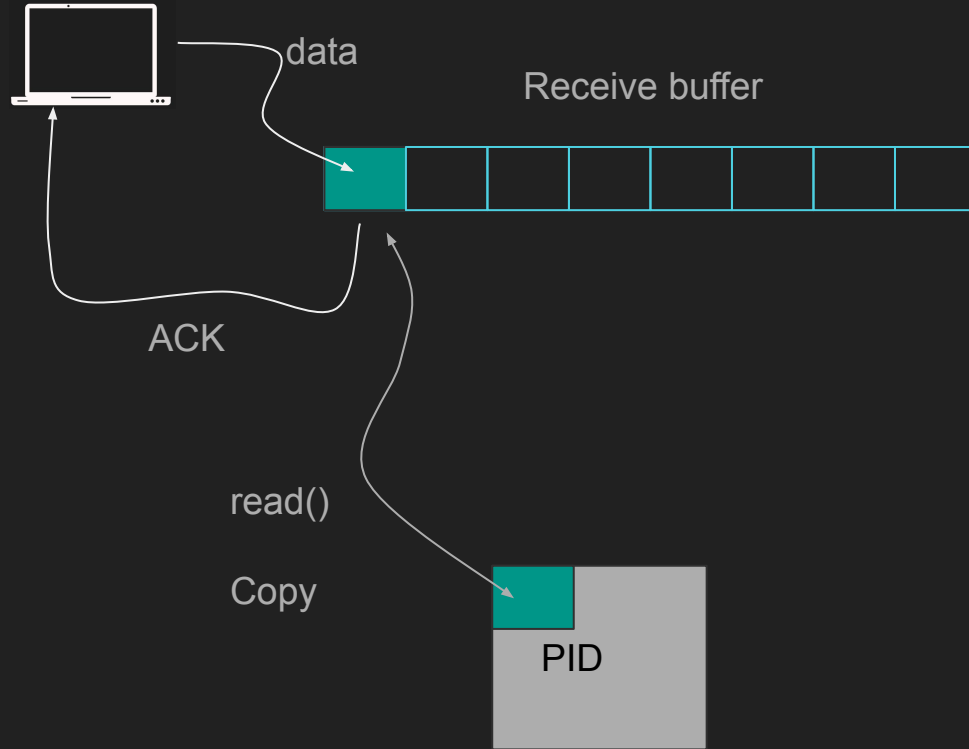 data
Receive buffer
ACK
read()
Copy
PID